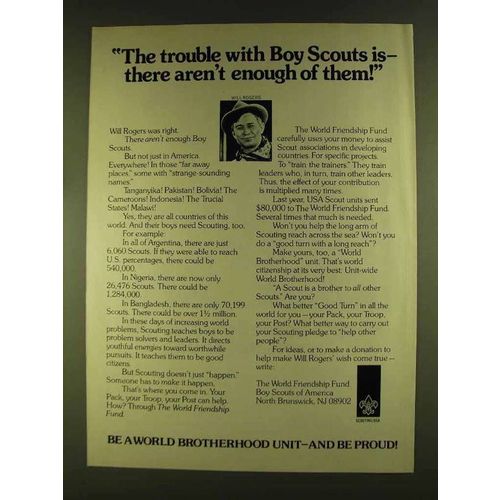 “The trouble with Boy Scouts is—
there aren’t enough of them!”
WILL ROGERS
Will Rogers was right.
There aren’t enough Boy
Scouts.
But not just in America.
Everywhere! In those “far away
places,” some with “strange-sounding
names.”
Tanganyika! Pakistan! Bolivia! The
Cameroons! Indonesia! The Trucial
States! Malawi!
Yes, they are all countries of this
world. And their boys need Scouting, too.
For example:
In all of Argentina, there are just
6,060 Scouts. If they were to reach
U.S. percentages, there could be
540,000.
In Nigeria, there are now only
26,476 Scouts. There could be
1,284,000.
In Bangladesh, there are only 70,199
Scouts. There could be over 1½ million.
In these days of increasing world
problems, Scouting teaches boys to be
problem solvers and leaders. It directs
youthful energies toward worthwhile
pursuits. It teaches them to be good
citizens.
But Scouting doesn’t just “happen.”
Someone has to make it happen.
That’s where you come in. Your
Pack, your Troop, your Post can help.
How? Through The World Friendship
Fund.
The World Friendship Fund
carefully uses your money to assist
Scout associations in developing
countries. For specific projects.
To “train the trainers.” They train
leaders who, in turn, train other leaders.
Thus, the effect of your contribution
is multiplied many times.
Last year, USA Scout units sent
$80,000 to The World Friendship Fund.
Several times that much is needed.
Won’t you help the long arm of
Scouting reach across the sea? Won’t you
do a “good turn with a long reach”?
Make yours, too, a “World
Brotherhood” unit. That’s world
citizenship at its very best: Unit-wide
World Brotherhood!
“A Scout is a brother to all other
Scouts.” Are you?
What better “Good Turn” in all the
world for you—your Pack, your Troop,
your Post? What better way to carry out
your Scouting pledge to “help other
people”?
For ideas, or to make a donation to
help make Will Rogers’ wish come true—
write:
The World Friendship Fund
Boy Scouts of America
North Brunswick, NJ 08902
SCOUTING/USA
BE A WORLD BROTHERHOOD UNIT—AND BE PROUD!